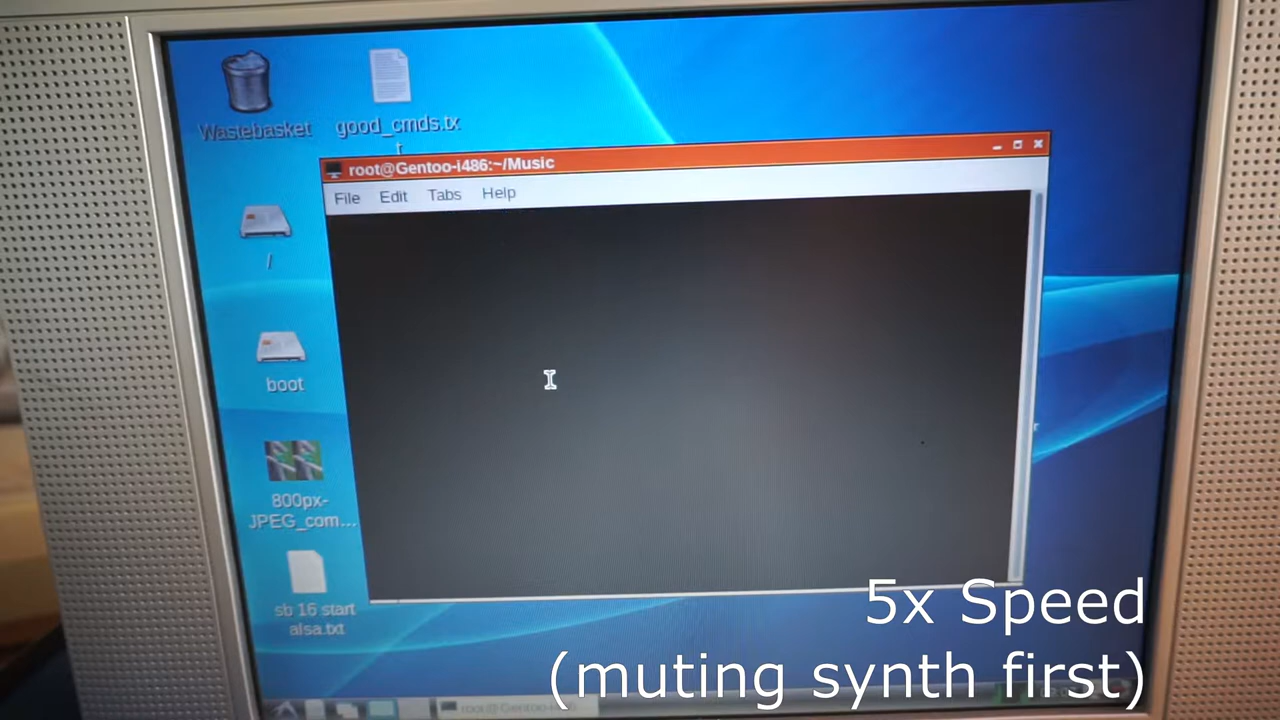 Wastebasket
good_cmds.tx
t
root@Gentoo-i486:~/Music
File Edit Tabs Help
/
boot
800px-
JPEG_com...
sb 16 start
alsa.txt
5x Speed
(muting synth first)